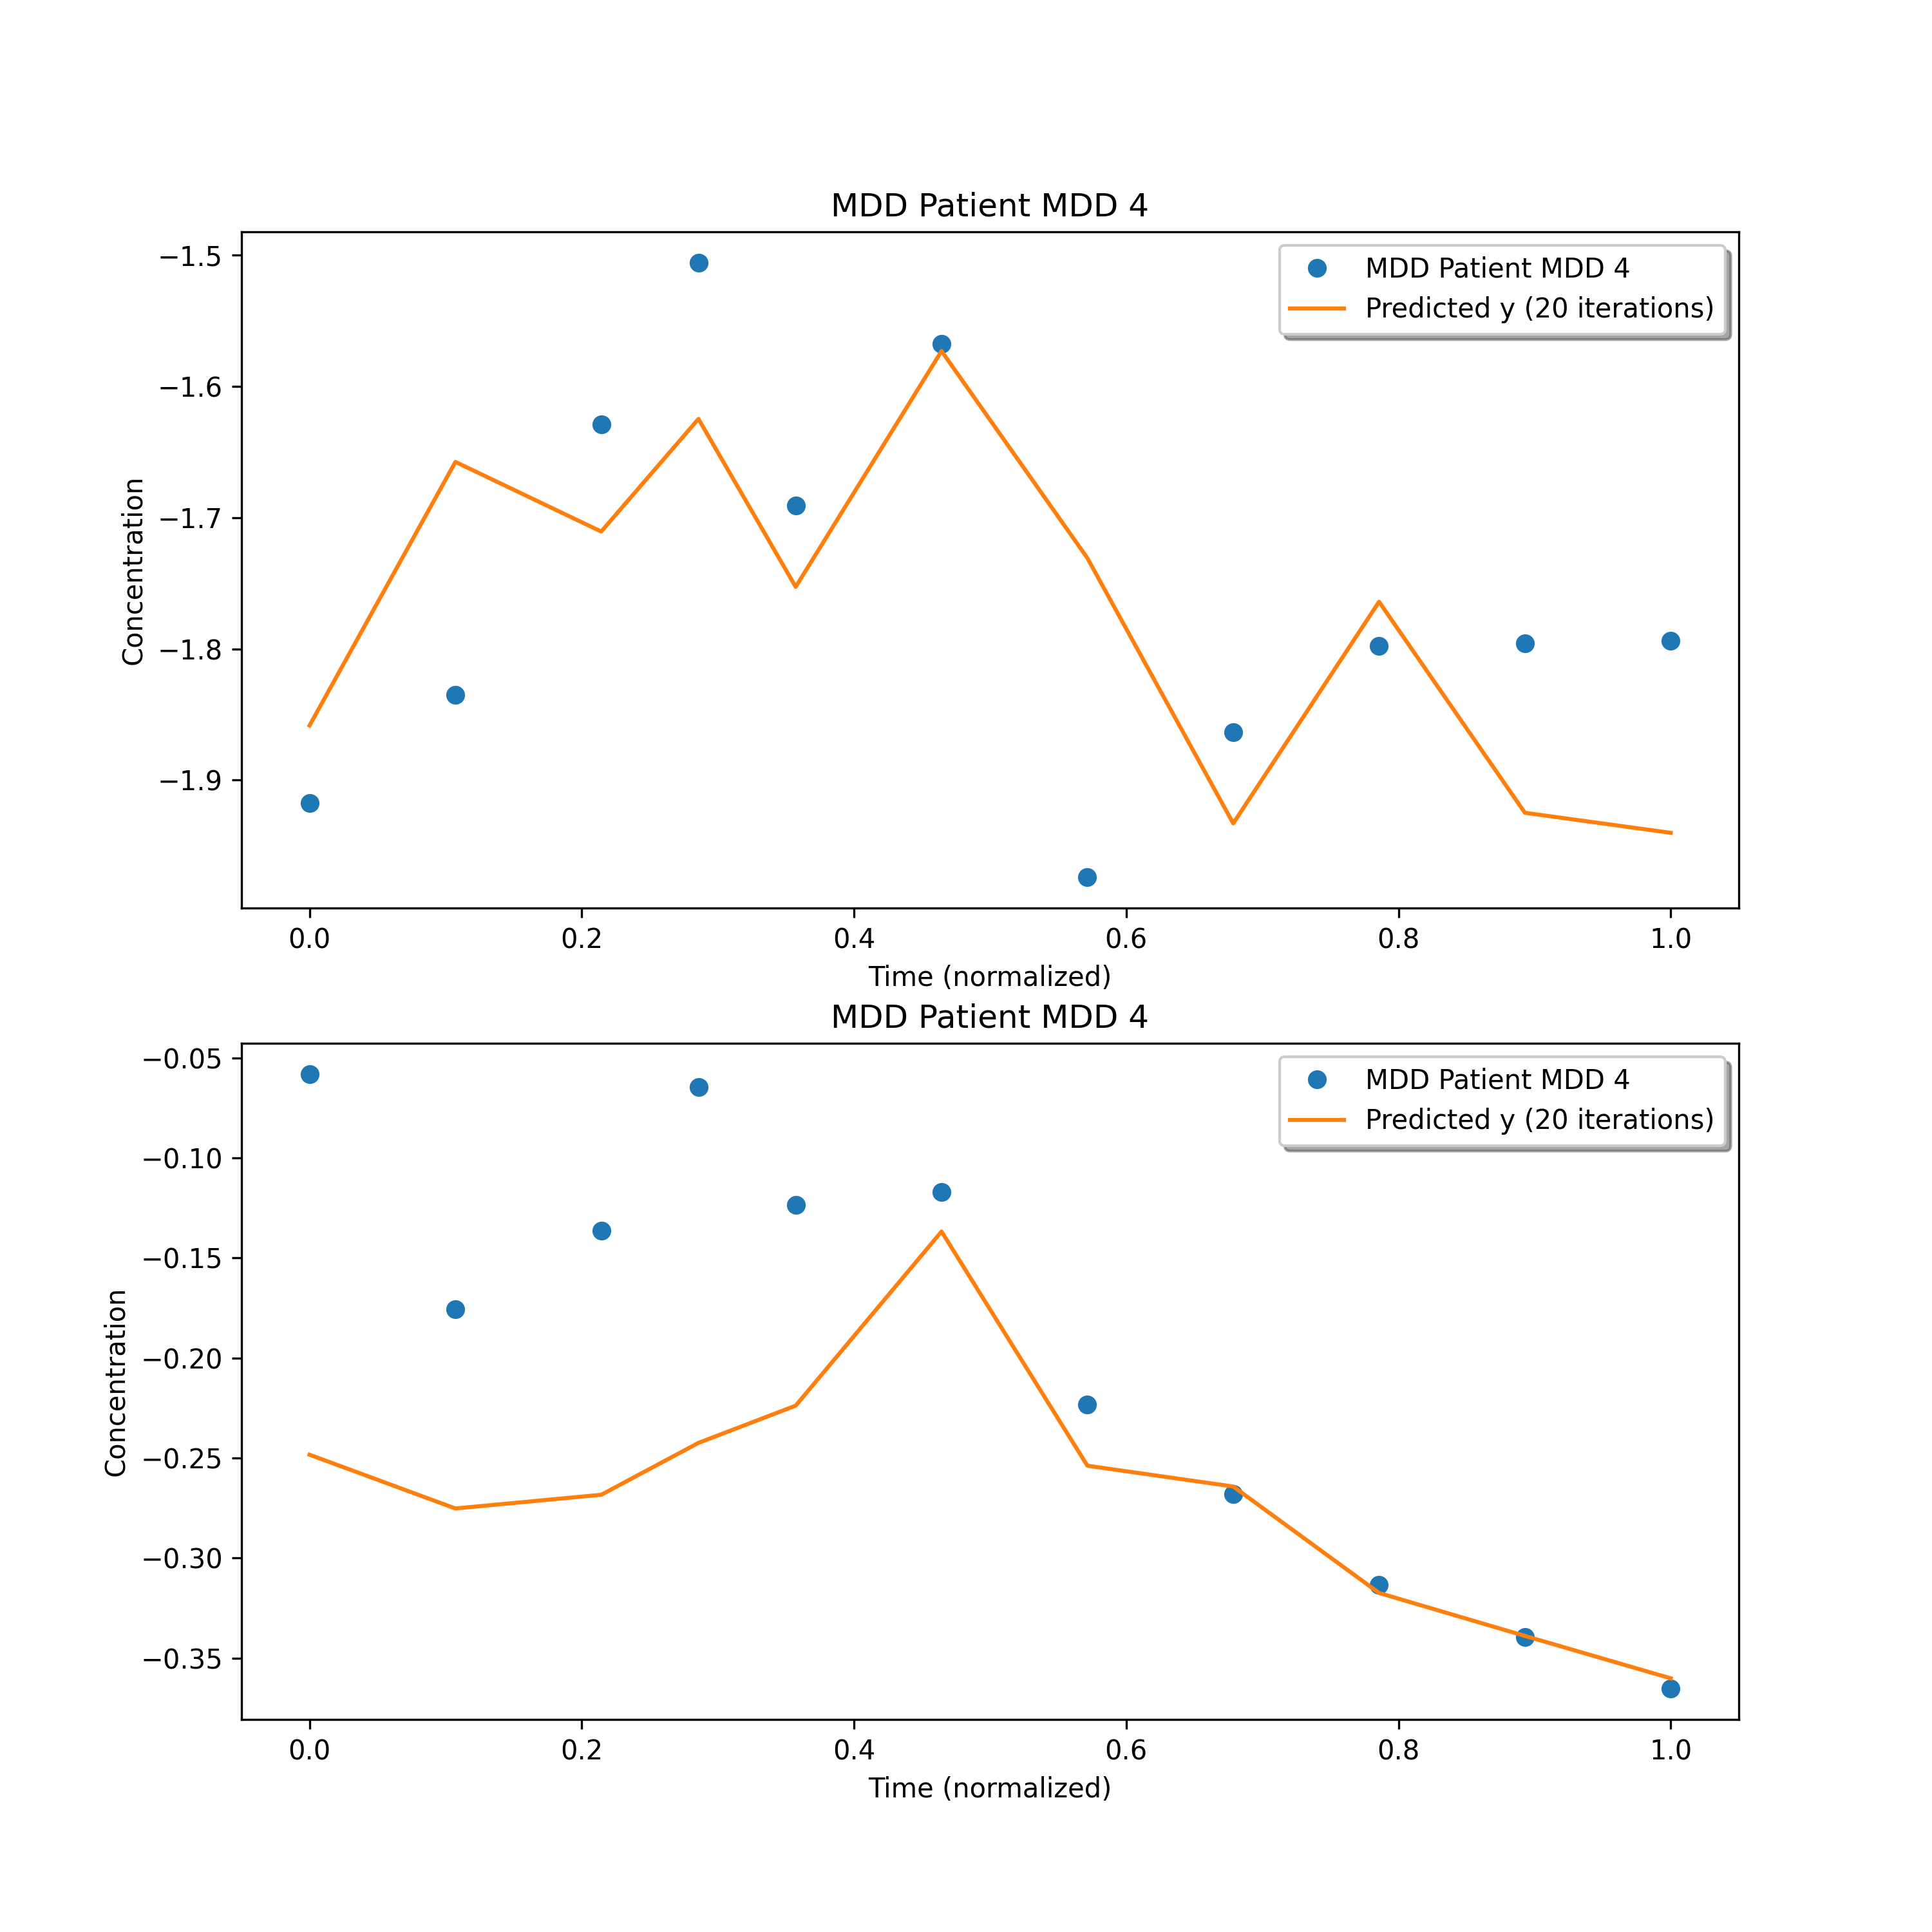 MDD Patient MDD 4
MDD Patient MDD 4
Predicted y (20 iterations)
−1.5
−1.6
−1.7
−1.8
−1.9
Concentration
0.0 0.2 0.4 0.6 0.8 1.0
Time (normalized)
MDD Patient MDD 4
MDD Patient MDD 4
Predicted y (20 iterations)
−0.05
−0.10
−0.15
−0.20
−0.25
−0.30
−0.35
Concentration
0.0 0.2 0.4 0.6 0.8 1.0
Time (normalized)